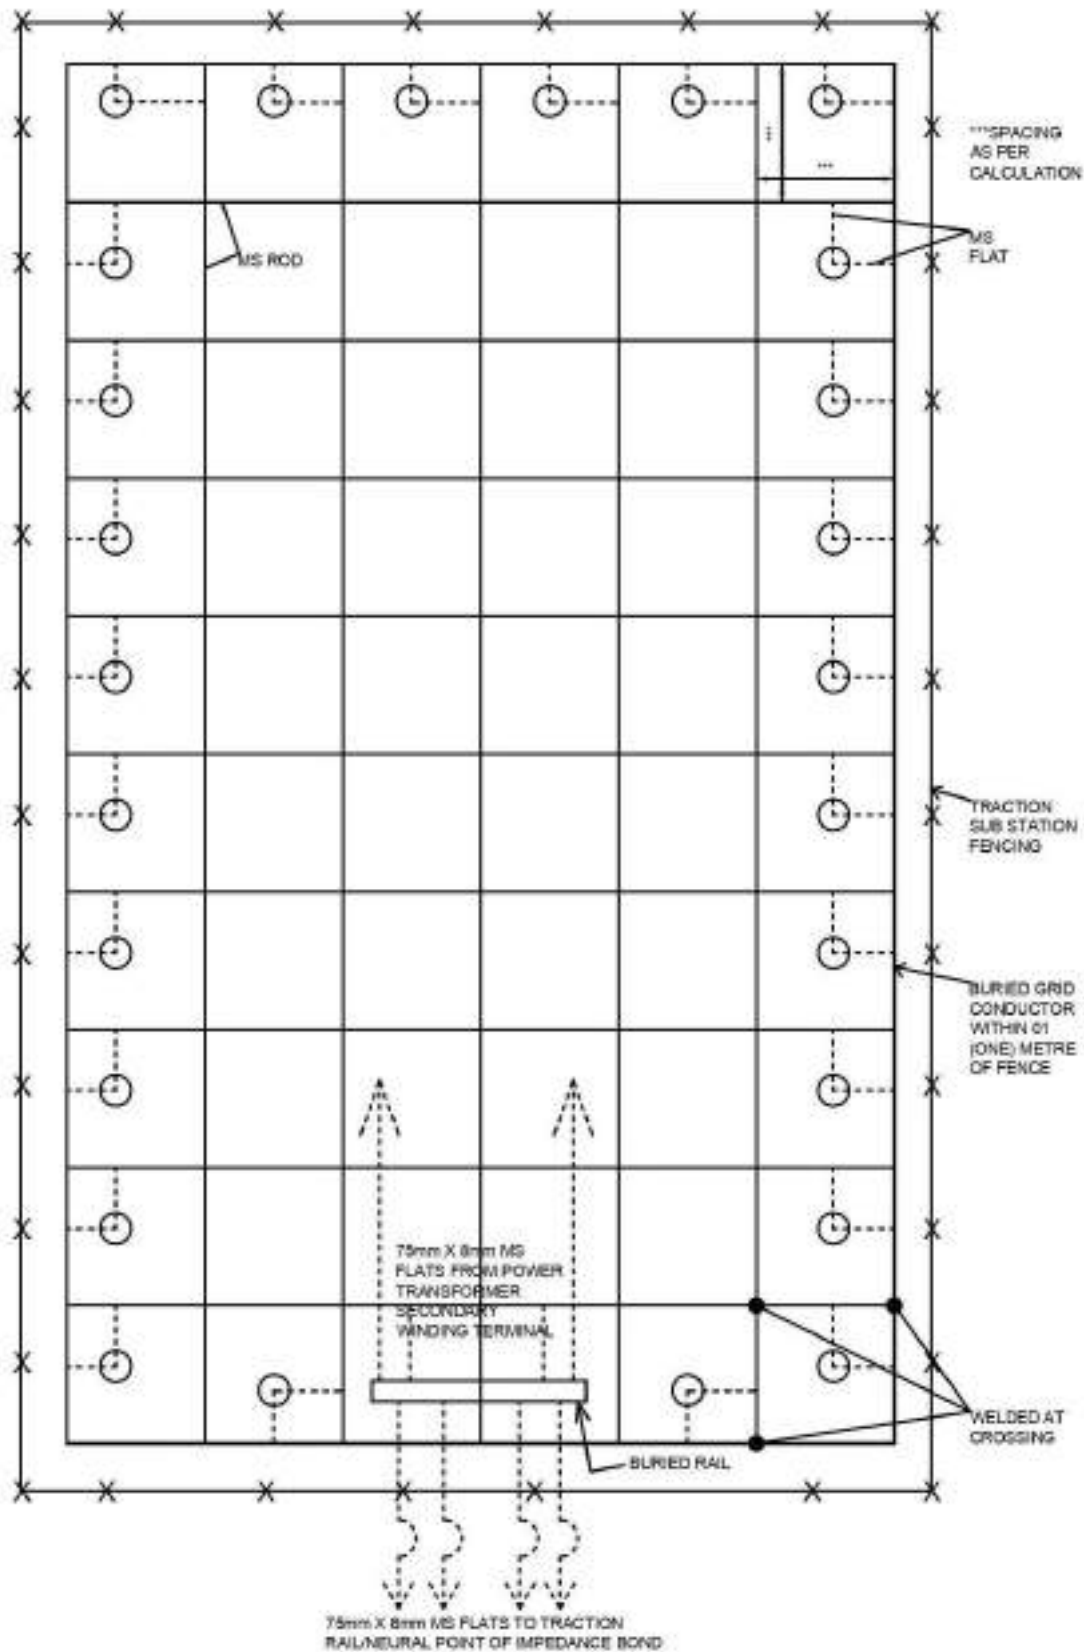 ***SPACING
AS PER
CALCULATION
MS ROD
MS
FLAT
TRACTION
SUB STATION
FENCING
BURIED GRID
CONDUCTOR
WITHIN 01
(ONE) METRE
OF FENCE
75mm X 8mm MS
FLATS FROM POWER
TRANSFORMER
SECONDARY
WINDING TERMINAL
WELDED AT
CROSSING
BURIED RAIL
75mm X 8mm MS FLATS TO TRACTION
RAIL/NEURAL POINT OF IMPEDANCE BOND